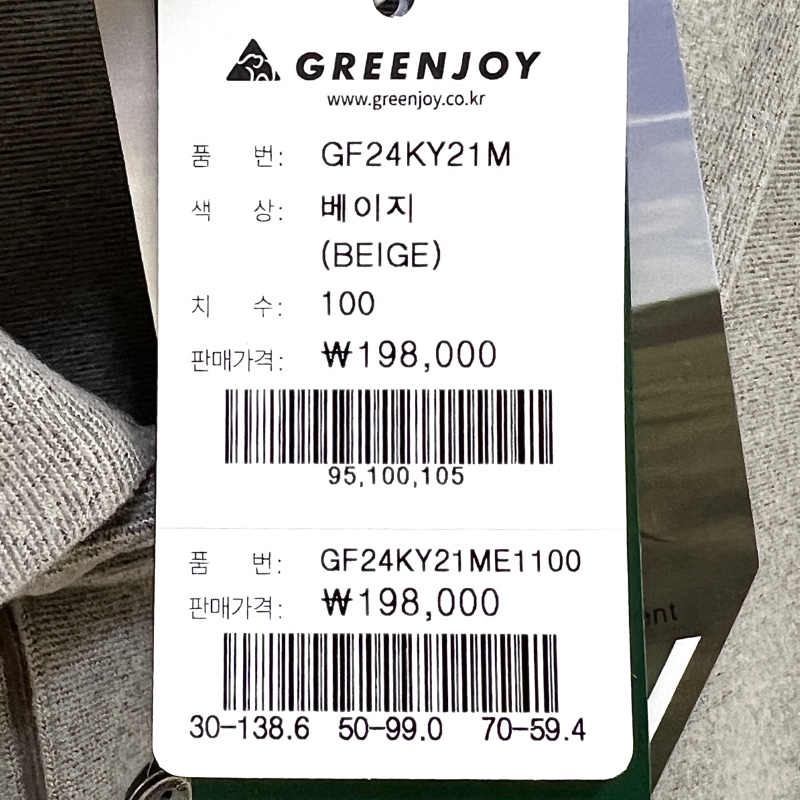 GREENJOY
www.greenjoy.co.kr
품 번: GF24KY21M
색 상: 베이지
(BEIGE)
치 수: 100
판매가격: ₩198,000
95,100,105
품 번: GF24KY21ME1100
판매가격: ₩198,000
30-138.6 50-99.0 70-59.4